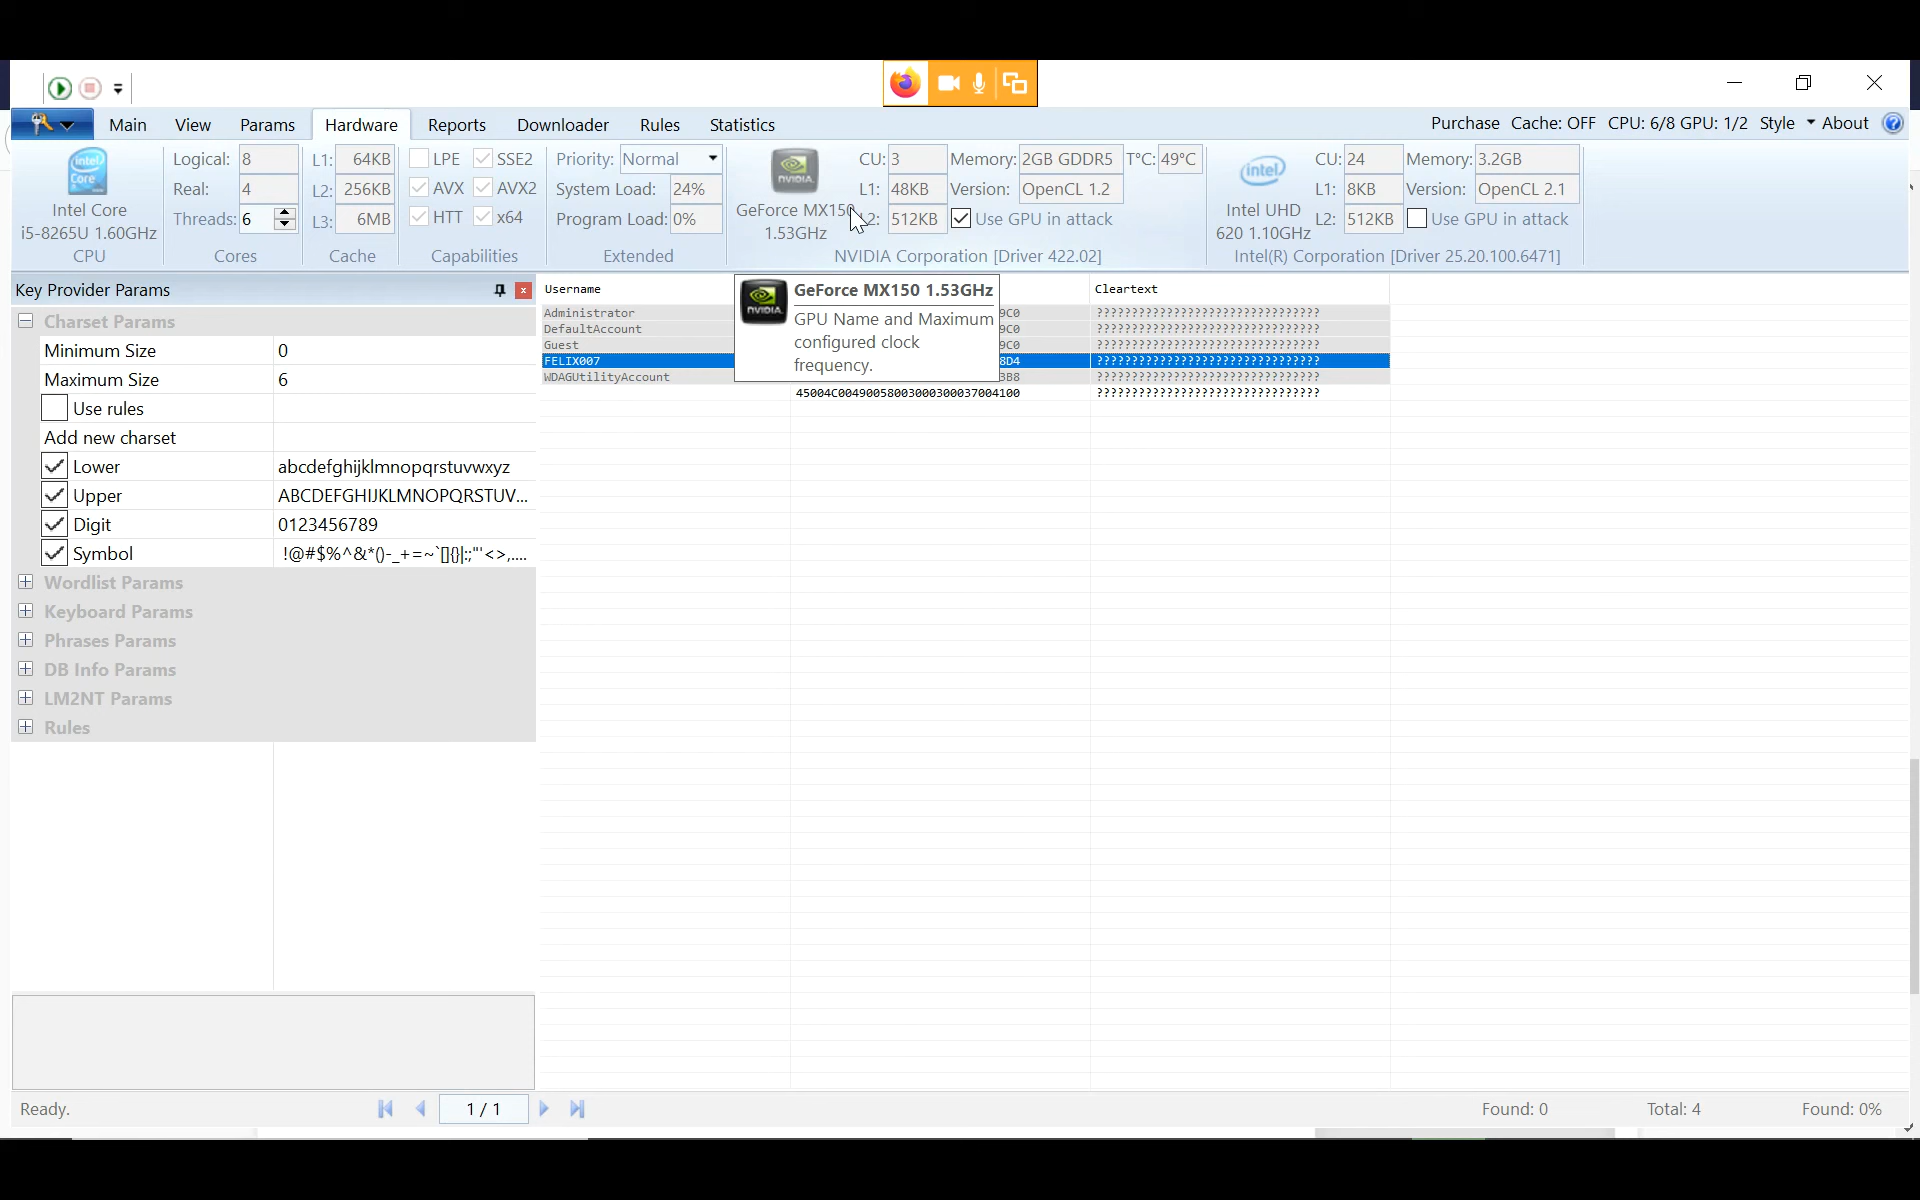 Main View Params Hardware Reports Downloader Rules Statistics Purchase Cache: OFF CPU: 6/8 GPU: 1/2 Style About
Logical: 8 L1: 64KB LPE SSE2 Priority: Normal CU: 3 Memory: 2GB GDDR5 T°C: 49°C CU: 24 Memory: 3.2GB
Real: 4 L2: 256KB AVX AVX2 System Load: 24% L1: 48KB Version: OpenCL 1.2 L1: 8KB Version: OpenCL 2.1
Intel Core GeForce MX150 Intel UHD
Threads: 6 L3: 6MB HTT x64 Program Load: 0% L2: 512KB Use GPU in attack L2: 512KB Use GPU in attack
i5-8265U 1.60GHz 1.53GHz 620 1.10GHz
CPU Cores Cache Capabilities Extended NVIDIA Corporation [Driver 422.02] Intel(R) Corporation [Driver 25.20.100.6471]
Key Provider Params
Username Cleartext
GeForce MX150 1.53GHz
GPU Name and Maximum
configured clock
frequency.
Administrator 9C0 ????????????????????????????????
DefaultAccount 9C0 ????????????????????????????????
Guest 9C0 ????????????????????????????????
FELIX007 8D4 ????????????????????????????????
WDAGUtilityAccount 3B8 ????????????????????????????????
45004C00490058003000300037004100 ????????????????????????????????
Charset Params
Minimum Size 0
Maximum Size 6
Use rules
Add new charset
Lower abcdefghijklmnopqrstuvwxyz
Upper ABCDEFGHIJKLMNOPQRSTUV...
Digit 0123456789
Symbol !@#$%^&*()-_+=~`[]{}|:;"'<>,....
Wordlist Params
Keyboard Params
Phrases Params
DB Info Params
LM2NT Params
Rules
Ready. 1 / 1 Found: 0 Total: 4 Found: 0%